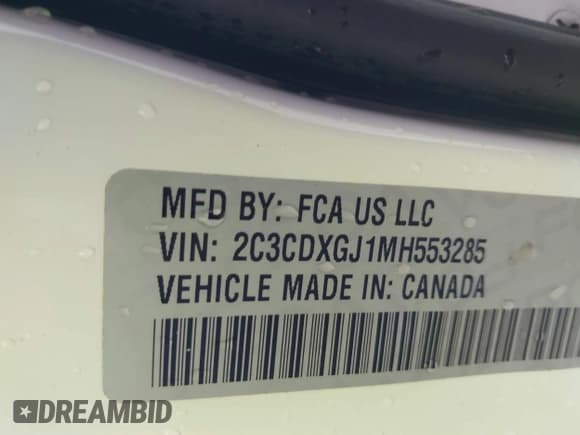 MFD BY: FCA US LLC
VIN: 2C3CDXGJ1MH553285
VEHICLE MADE IN: CANADA
DREAMBID